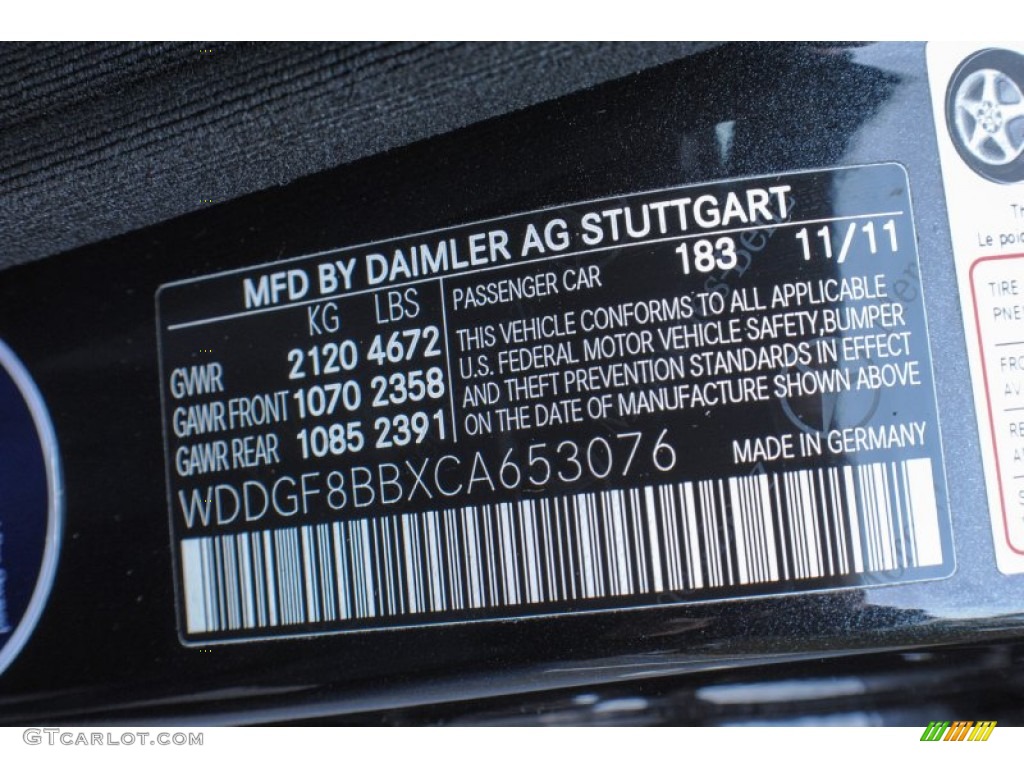 MFD BY DAIMLER AG STUTTGART
KG LBS
GVWR 2120 4672
GAWR FRONT 1070 2358
GAWR REAR 1085 2391
PASSENGER CAR 183 11/11
THIS VEHICLE CONFORMS TO ALL APPLICABLE
U.S. FEDERAL MOTOR VEHICLE SAFETY, BUMPER
AND THEFT PREVENTION STANDARDS IN EFFECT
ON THE DATE OF MANUFACTURE SHOWN ABOVE
WDDGF8BBXCA653076
MADE IN GERMANY
Le
TIRE
GTCarlot.com